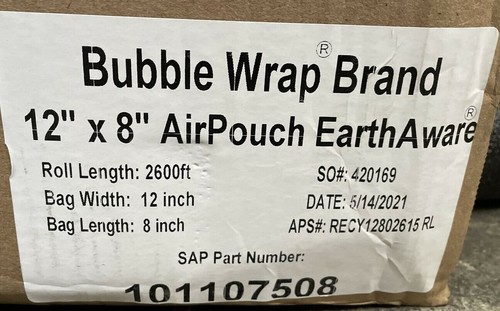 Bubble Wrap® Brand
12" x 8" AirPouch EarthAware®
Roll Length: 2600ft
Bag Width: 12 inch
Bag Length: 8 inch
SO#: 420169
DATE: 5/14/2021
APS#: RECY12802615 RL
SAP Part Number:
101107508